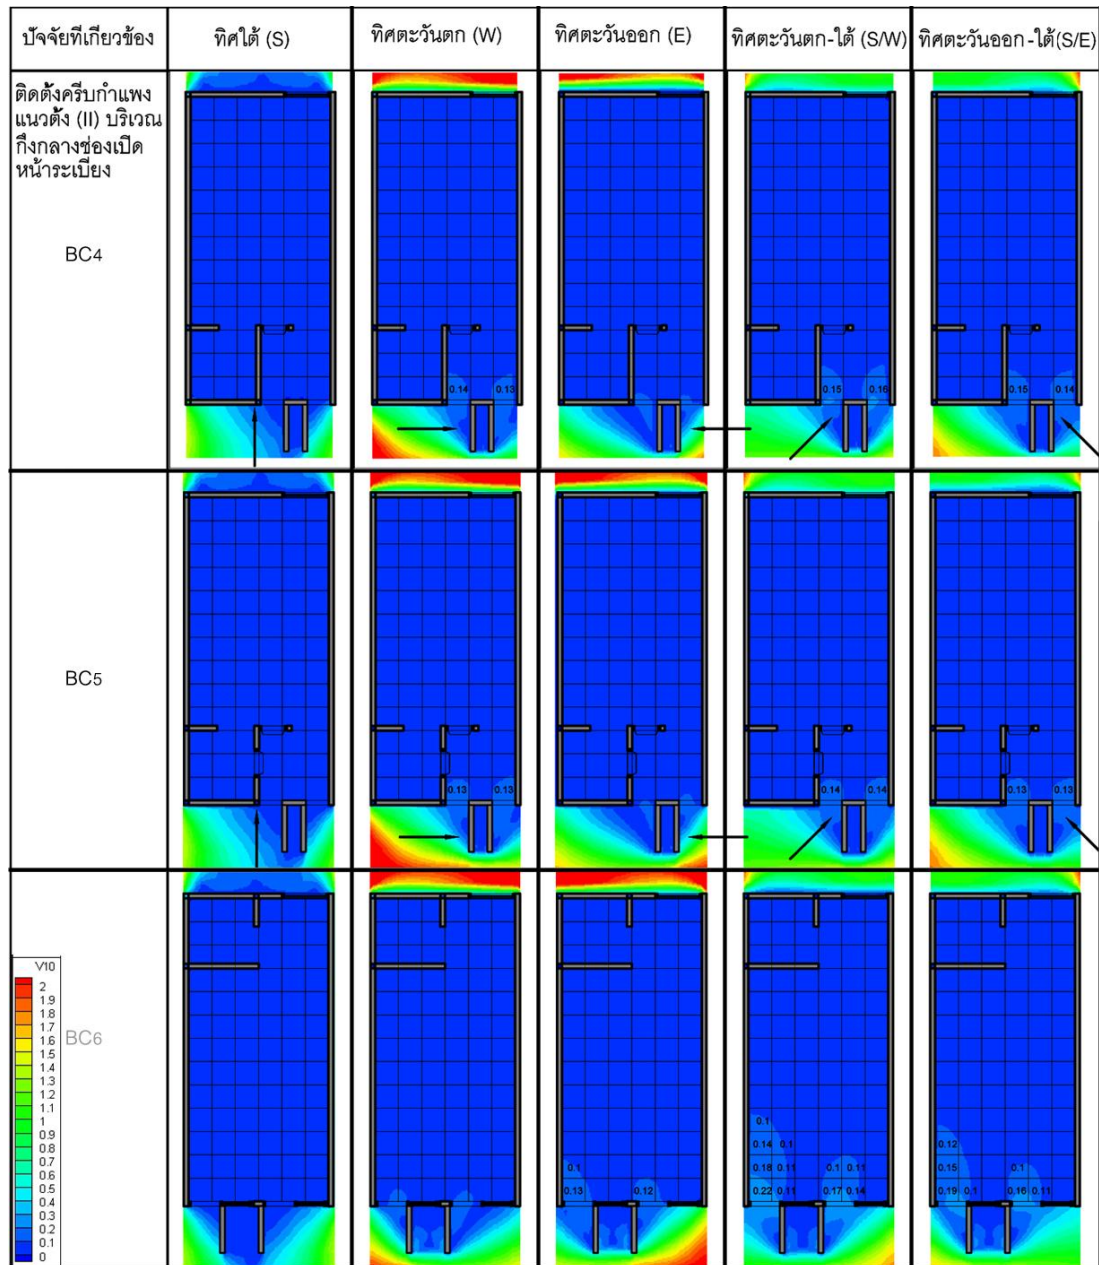 ปัจจัยที่เกี่ยวข้อง
ทิศใต้ (S)
ทิศตะวันตก (W)
ทิศตะวันออก (E)
ทิศตะวันตก-ใต้ (S/W)
ทิศตะวันออก-ใต้(S/E)
ติดตั้งครีบกำแพง
แนวตั้ง (II) บริเวณ
กึ่งกลางช่องเปิด
หน้าระเบียง
BC4
0.14 0.13
0.15 0.16
0.15 0.14
BC5
0.13 0.13
0.14 0.14
0.13 0.13
BC6
V10
2
1.9
1.8
1.7
1.6
1.5
1.4
1.3
1.2
1.1
1
0.9
0.8
0.7
0.6
0.5
0.4
0.3
0.2
0.1
0
0.1
0.13 0.12
0.1
0.14 0.1
0.18 0.11 0.1 0.11
0.22 0.11 0.17 0.14
0.12
0.15 0.1
0.19 0.1 0.16 0.11